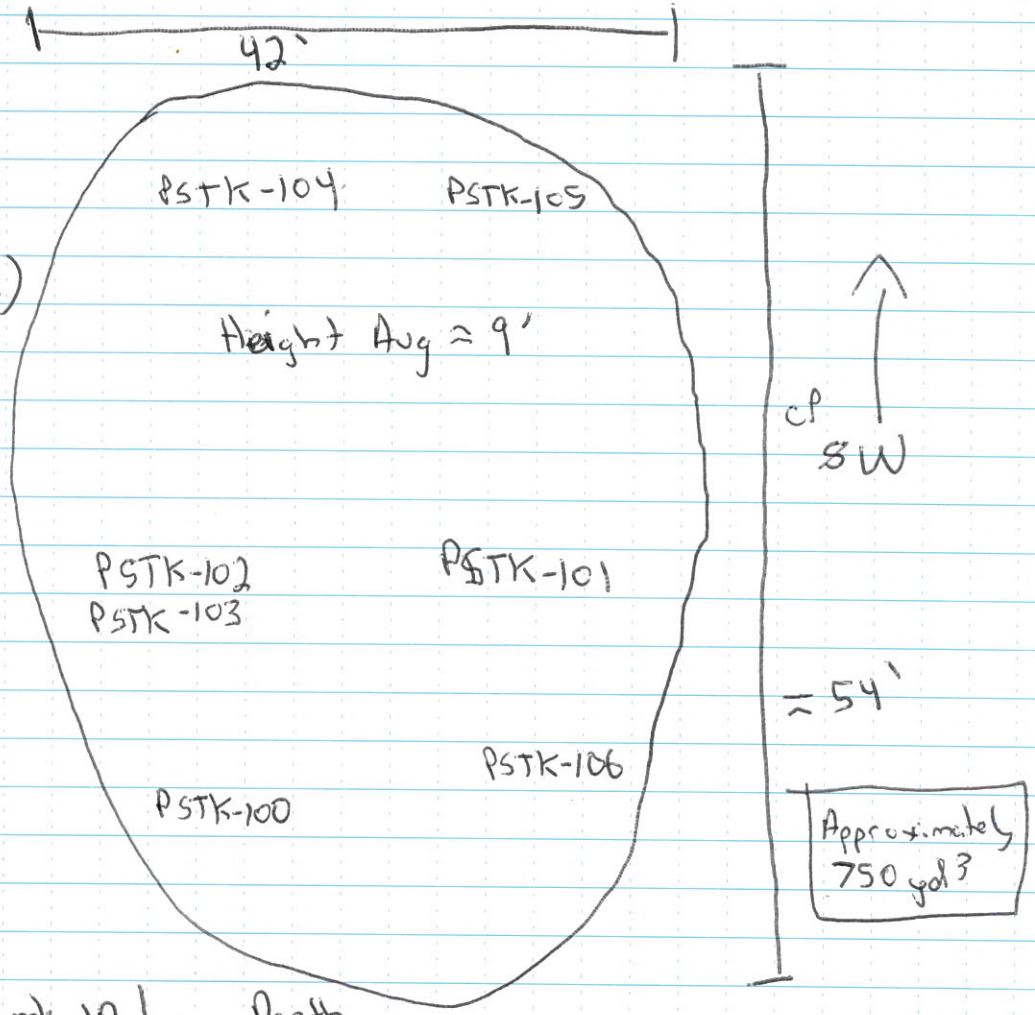 42'
PSTK-104 PSTK-105
)
Height Avg ≈ 9'
SW
PSTK-102 PSTK-101
PSTK-103
≈ 54'
PSTK-106
PSTK-100
Approximately
750 yd³
Depth